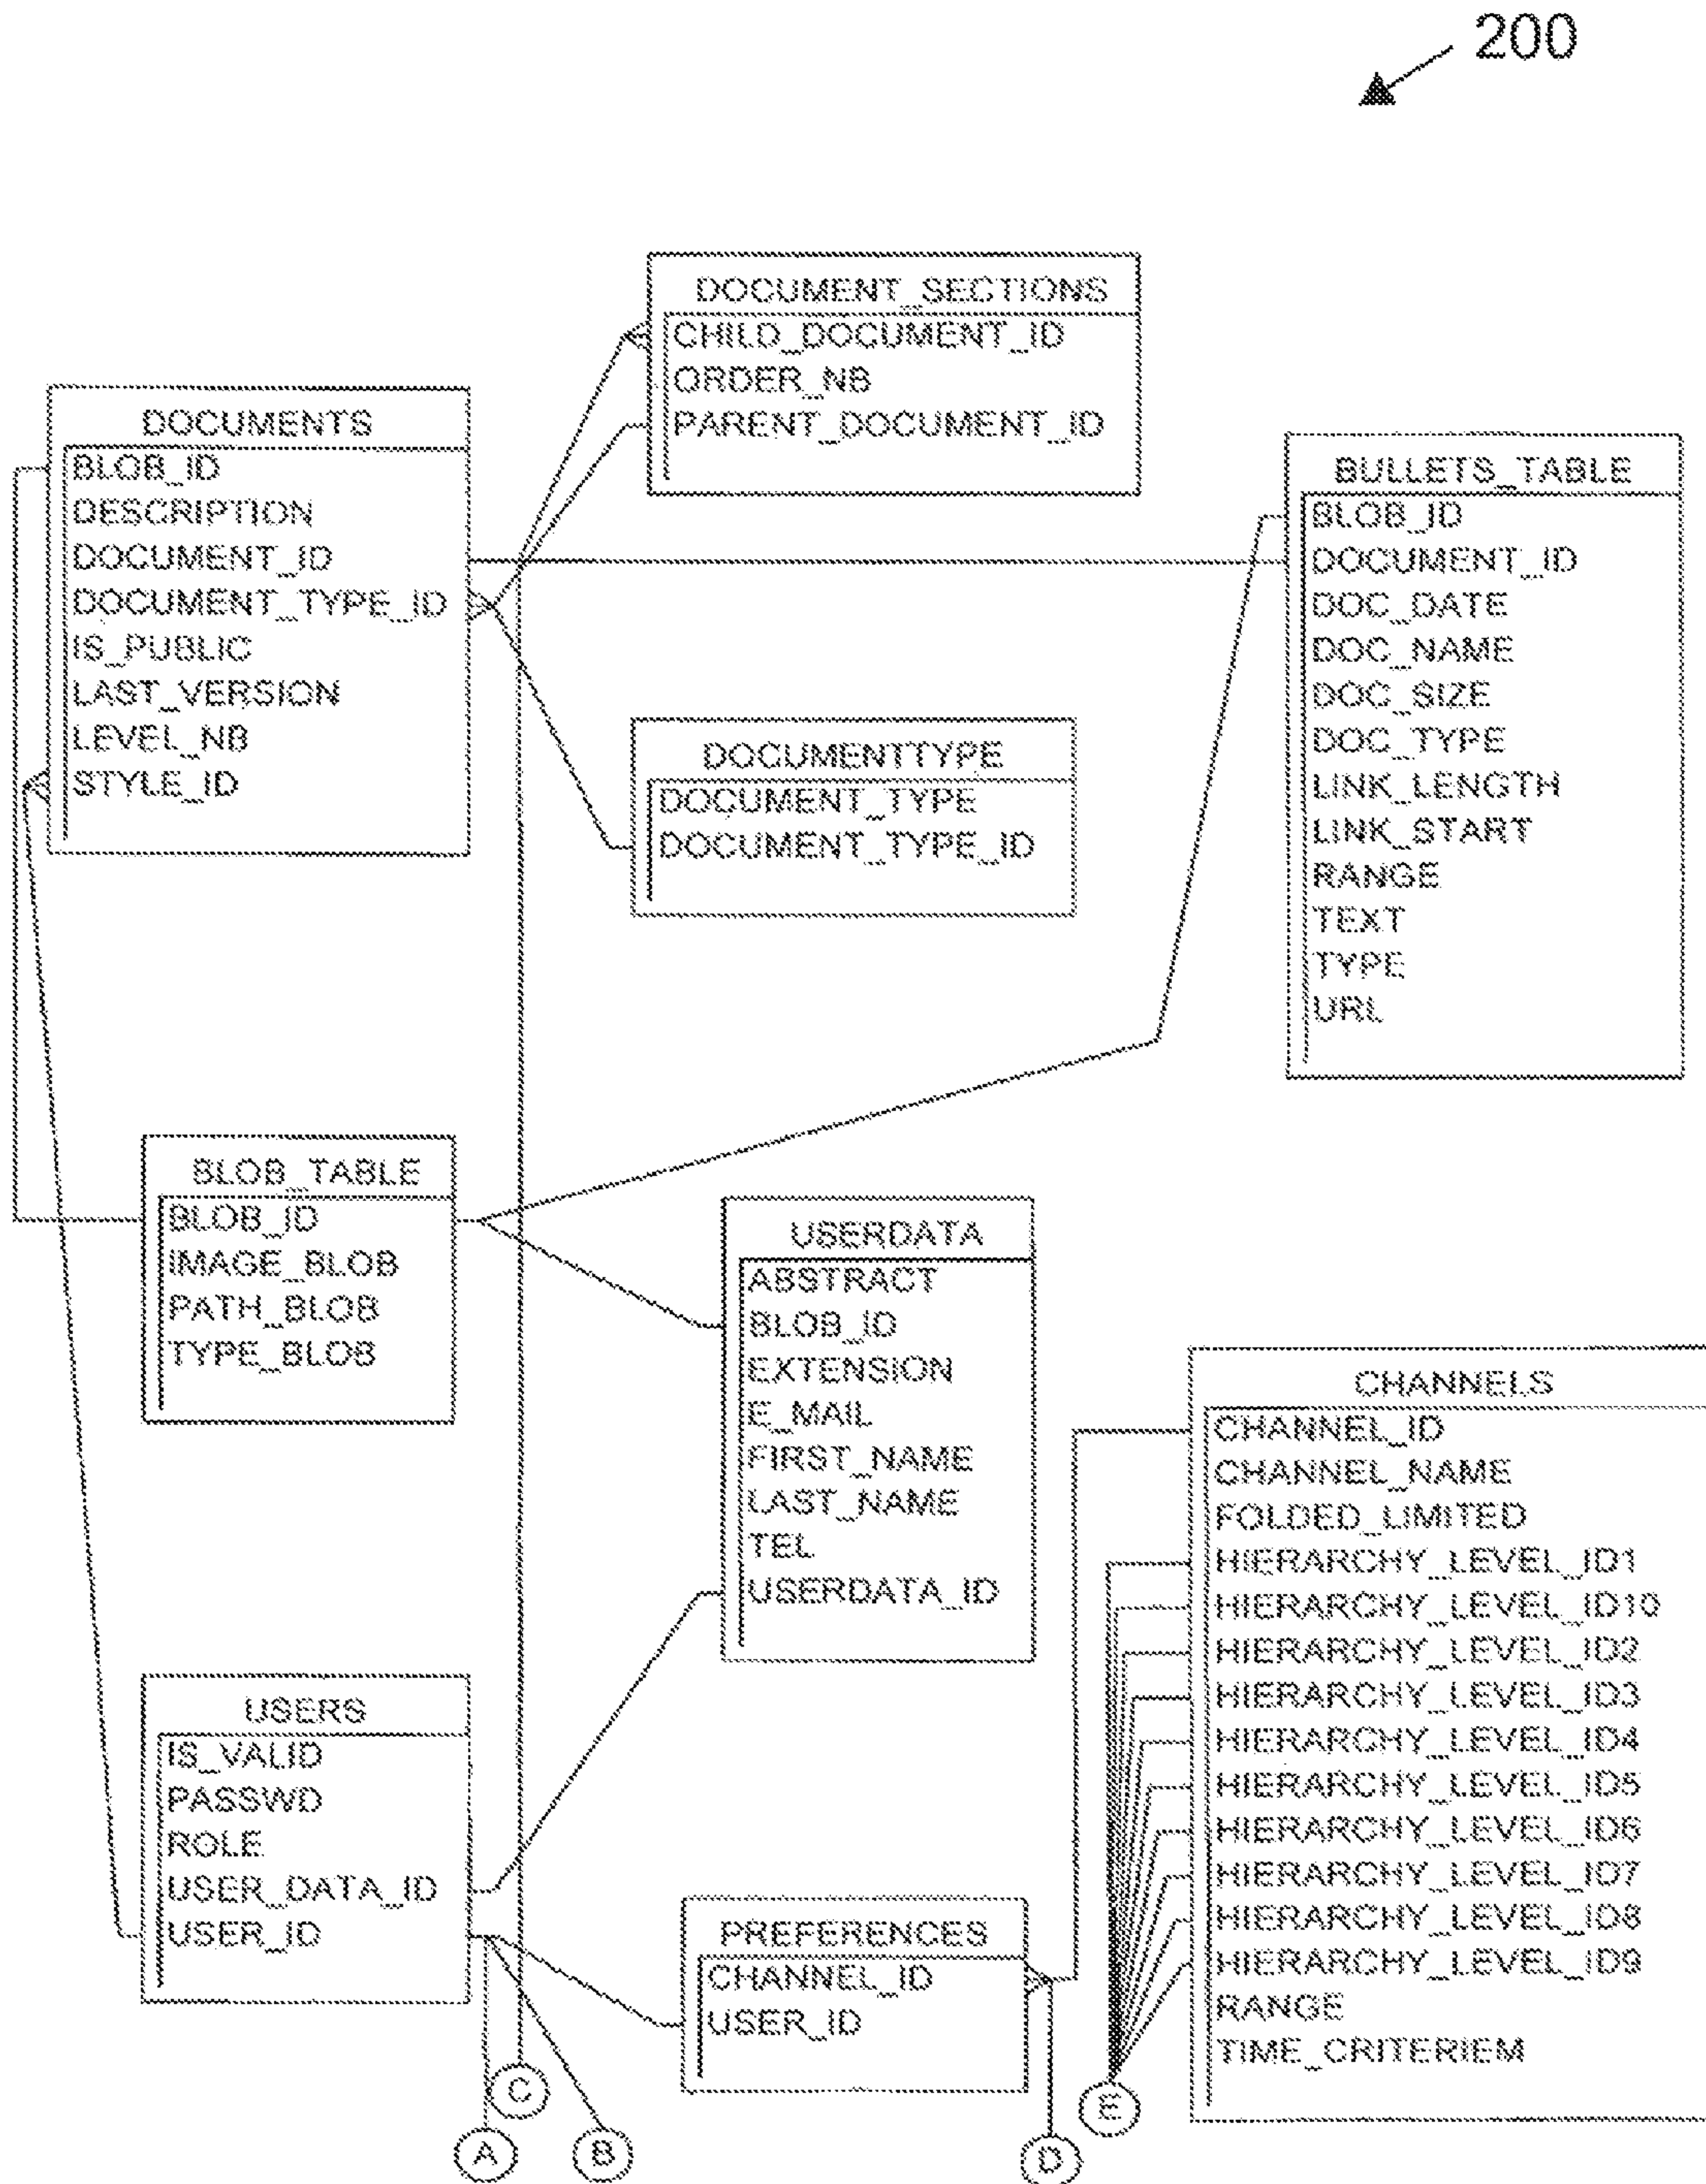 200
DOCUMENT_SECTIONS
CHILD_DOCUMENT_ID
ORDER_NB
PARENT_DOCUMENT_ID
DOCUMENTS
BLOB_ID
DESCRIPTION
DOCUMENT_ID
DOCUMENT_TYPE_ID
IS_PUBLIC
LAST_VERSION
LEVEL_NB
STYLE_ID
BULLETS_TABLE
BLOB_ID
DOCUMENT_ID
DOC_DATE
DOC_NAME
DOC_SIZE
DOC_TYPE
LINK_LENGTH
LINK_START
RANGE
TEXT
TYPE
URL
DOCUMENTTYPE
DOCUMENT_TYPE
DOCUMENT_TYPE_ID
BLOB_TABLE
BLOB_ID
IMAGE_BLOB
PATH_BLOB
TYPE_BLOB
USERDATA
ABSTRACT
BLOB_ID
EXTENSION
E_MAIL
FIRST_NAME
LAST_NAME
TEL
USERDATA_ID
CHANNELS
CHANNEL_ID
CHANNEL_NAME
FOLDED_LIMITED
HIERARCHY_LEVEL_ID1
HIERARCHY_LEVEL_ID10
HIERARCHY_LEVEL_ID2
HIERARCHY_LEVEL_ID3
HIERARCHY_LEVEL_ID4
HIERARCHY_LEVEL_ID5
HIERARCHY_LEVEL_ID6
HIERARCHY_LEVEL_ID7
HIERARCHY_LEVEL_ID8
HIERARCHY_LEVEL_ID9
RANGE
TIME_CRITERIEM
USERS
IS_VALID
PASSWD
ROLE
USER_DATA_ID
USER_ID
PREFERENCES
CHANNEL_ID
USER_ID
C
E
A
B
D